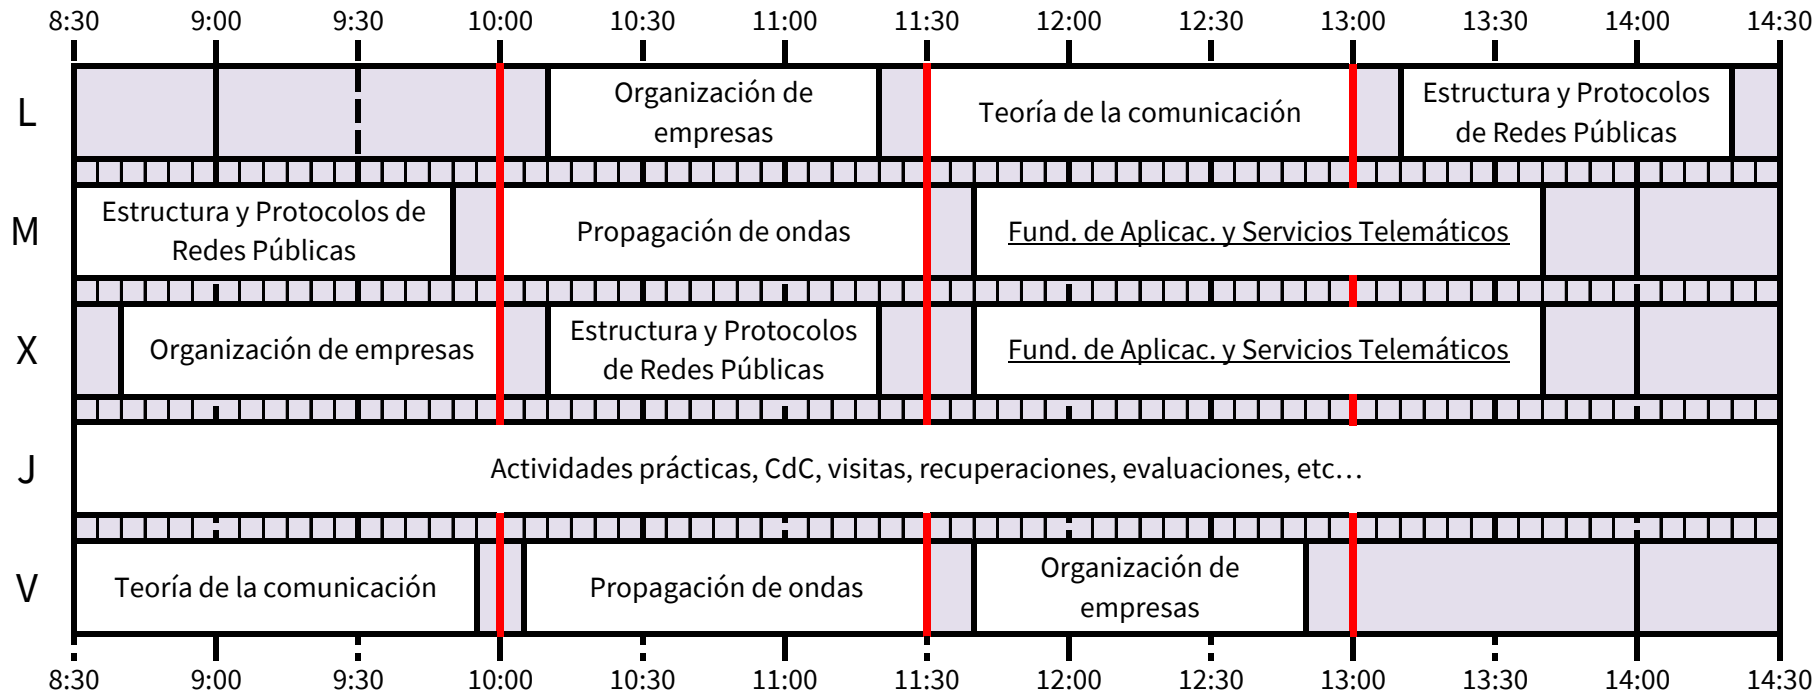 8:30 9:00 9:30 10:00 10:30 11:00 11:30 12:00 12:30 13:00 13:30 14:00 14:30
L
Organización de
empresas
Teoría de la comunicación
Estructura y Protocolos
de Redes Públicas
M
Estructura y Protocolos de
Redes Públicas
Propagación de ondas
Fund. de Aplicac. y Servicios Telemáticos
X
Organización de empresas
Estructura y Protocolos
de Redes Públicas
Fund. de Aplicac. y Servicios Telemáticos
J
Actividades prácticas, CdC, visitas, recuperaciones, evaluaciones, etc…
V
Teoría de la comunicación
Propagación de ondas
Organización de
empresas
8:30 9:00 9:30 10:00 10:30 11:00 11:30 12:00 12:30 13:00 13:30 14:00 14:30